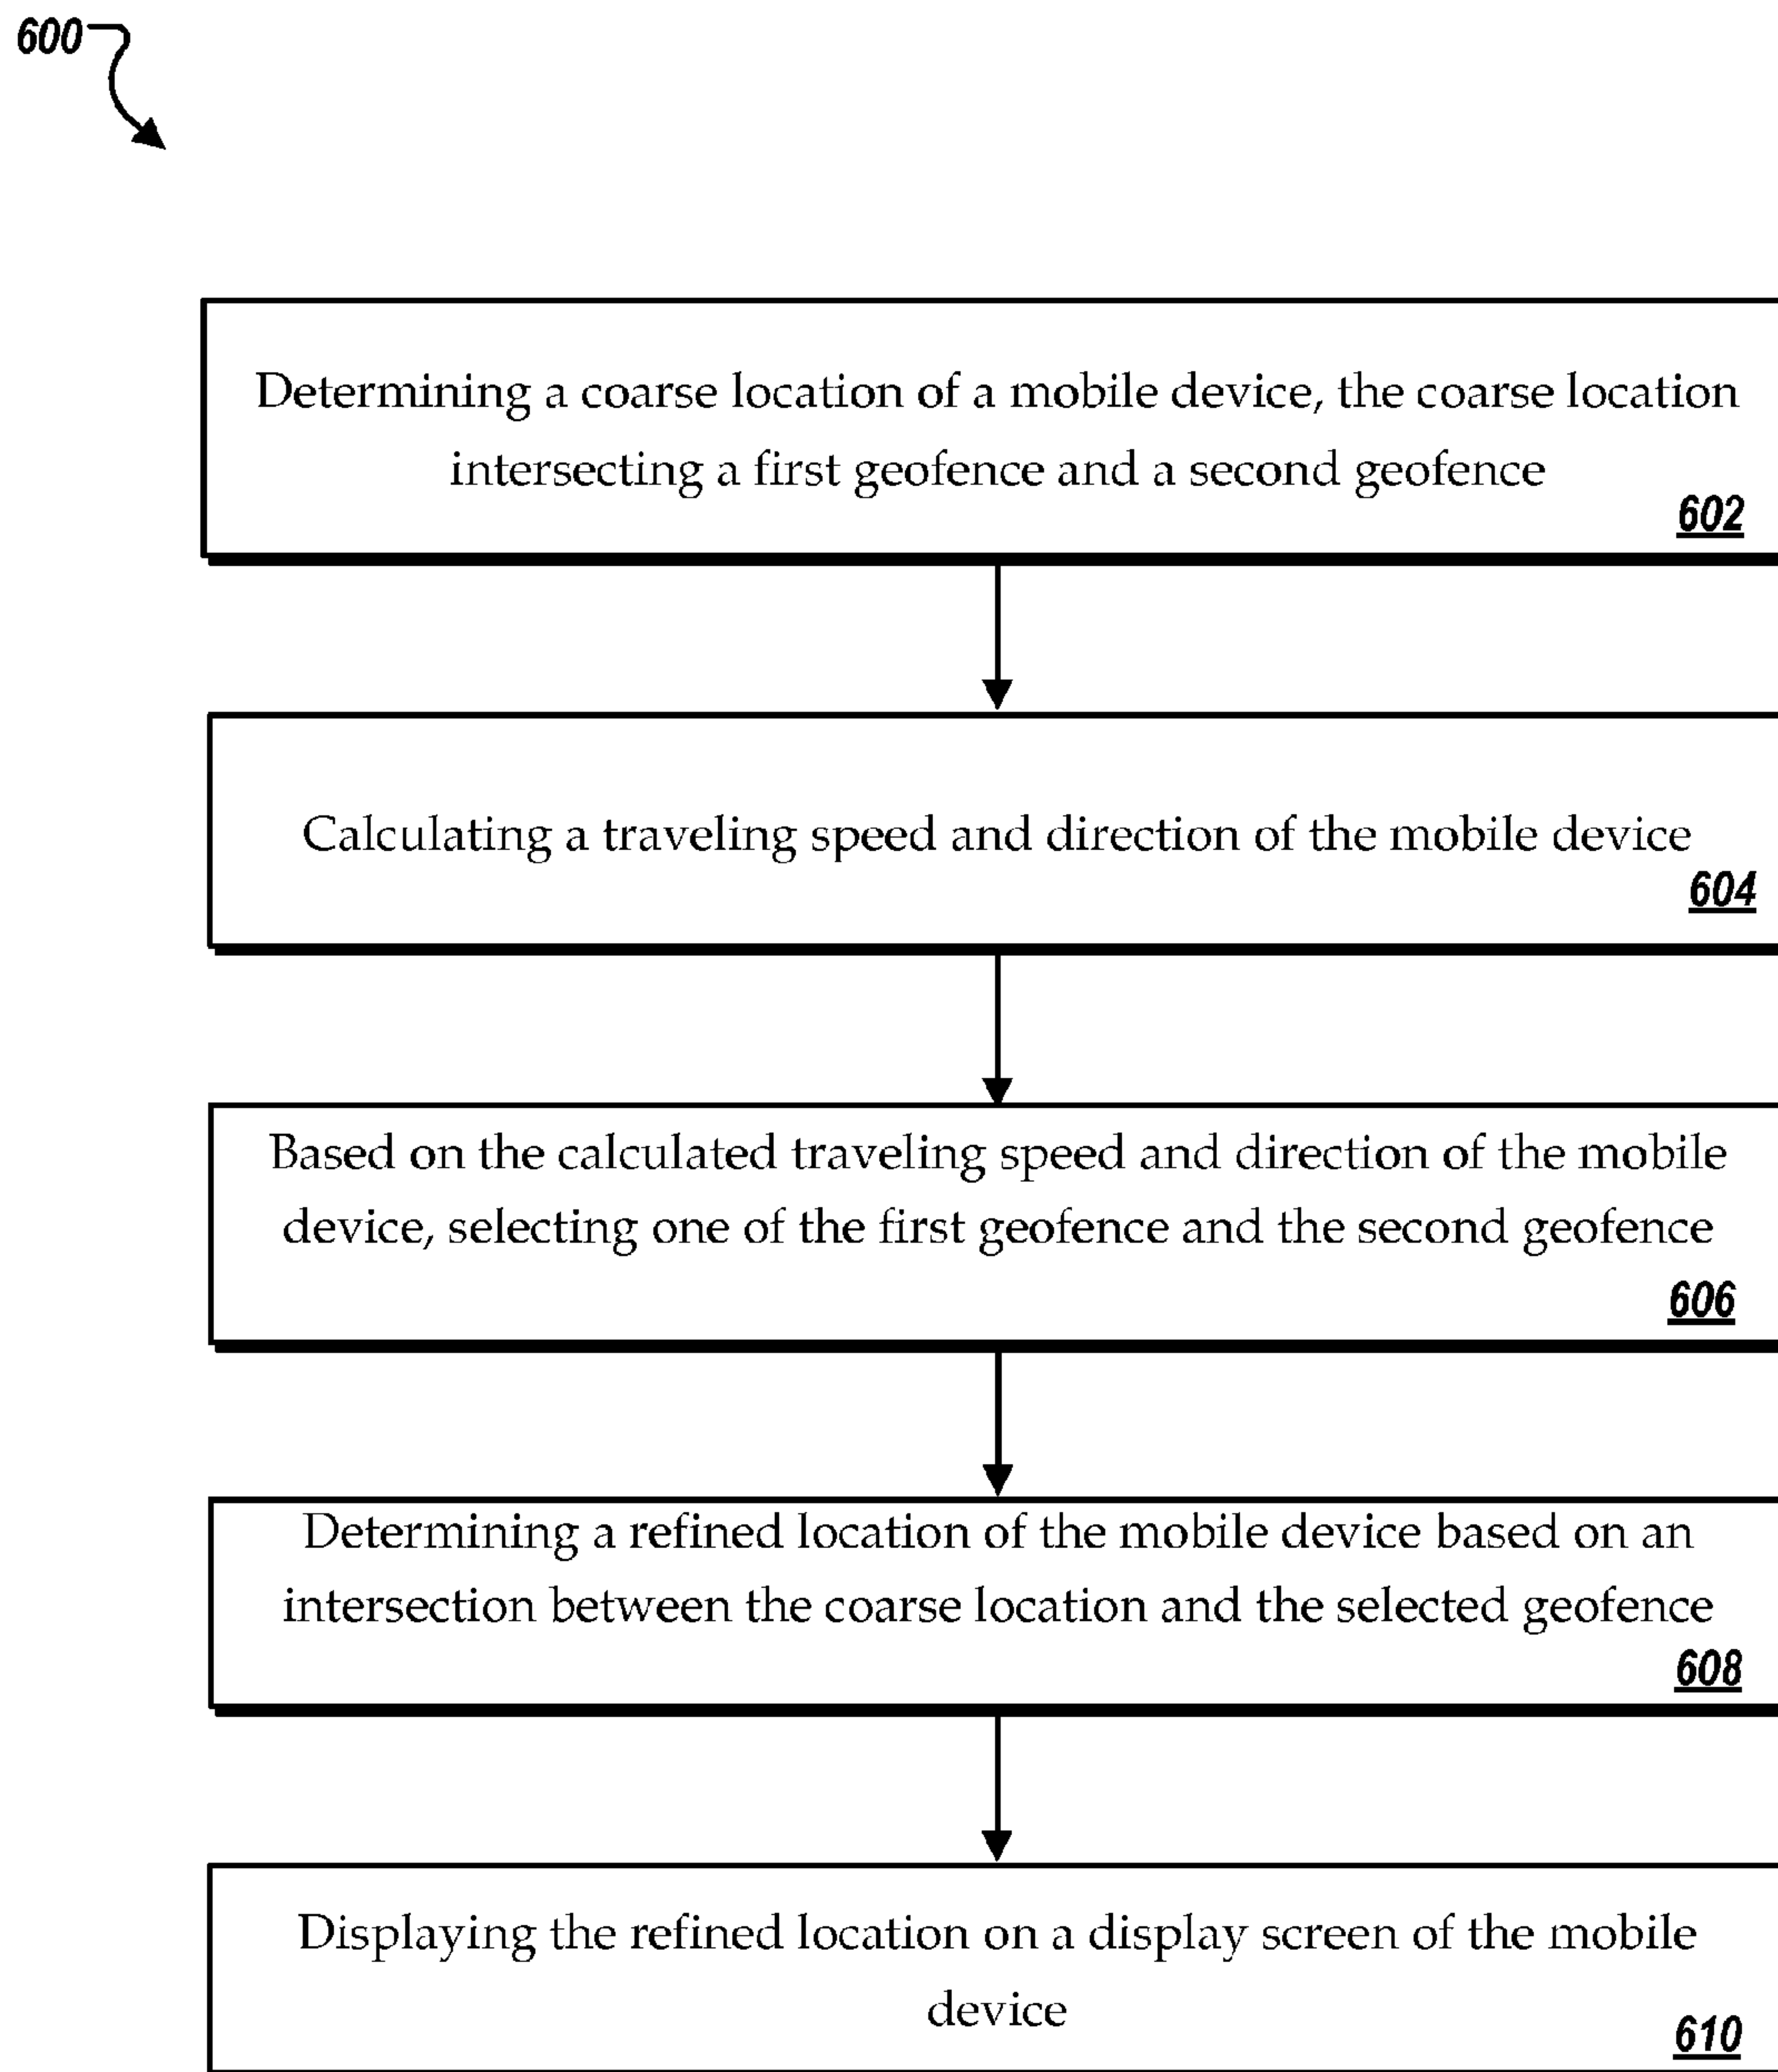 600
Determining a coarse location of a mobile device, the coarse location
intersecting a first geofence and a second geofence
602
Calculating a traveling speed and direction of the mobile device
604
Based on the calculated traveling speed and direction of the mobile
device, selecting one of the first geofence and the second geofence
606
Determining a refined location of the mobile device based on an
intersection between the coarse location and the selected geofence
608
Displaying the refined location on a display screen of the mobile
device
610